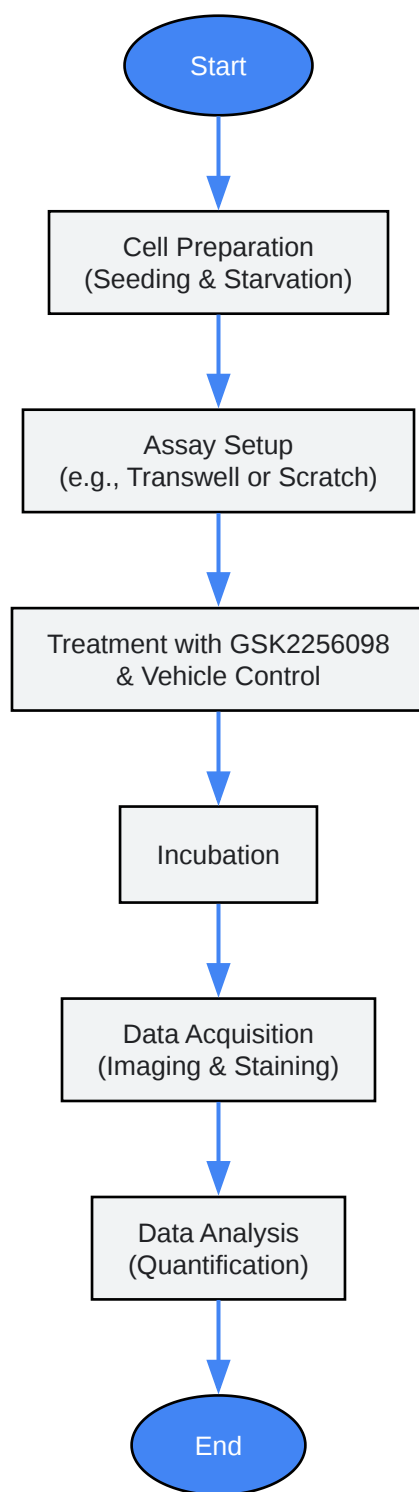 Start
Cell Preparation
(Seeding & Starvation)
Assay Setup
(e.g., Transwell or Scratch)
Treatment with GSK2256098
& Vehicle Control
Incubation
Data Acquisition
(Imaging & Staining)
Data Analysis
(Quantification)
End